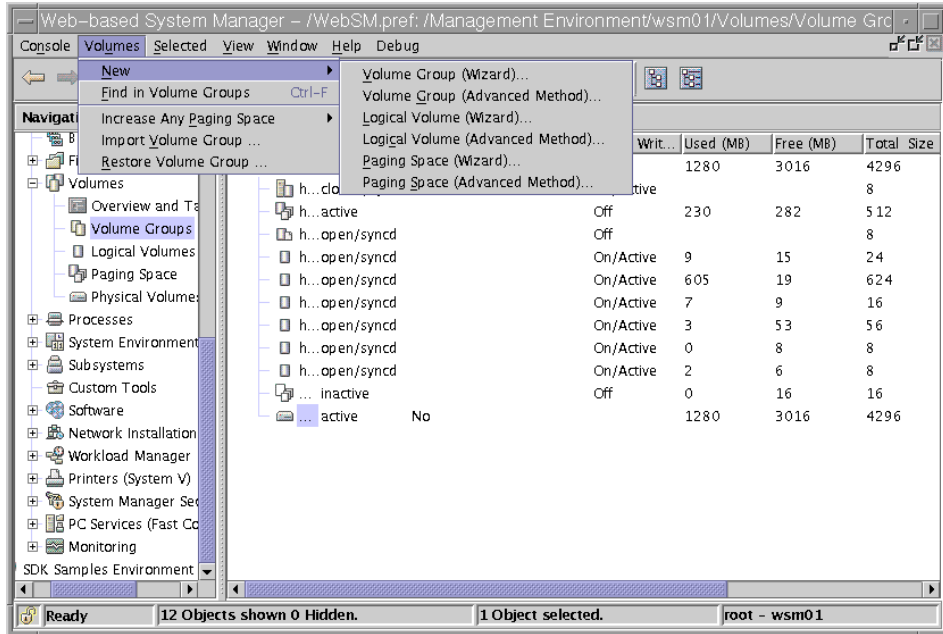 Web-based System Manager - /WebSM.pref: /Management Environment/wsm01/Volumes/Volume Grc
Console Volumes Selected View Window Help Debug
New
Find in Volume Groups Ctrl-F
Increase Any Paging Space
Import Volume Group ...
Restore Volume Group ...
Volume Group (Wizard)...
Volume Group (Advanced Method)...
Logical Volume (Wizard)...
Logical Volume (Advanced Method)...
Paging Space (Wizard)...
Paging Space (Advanced Method)...
Navigati
B
Fi
Volumes
Overview and Ta
Volume Groups
Logical Volumes
Paging Space
Physical Volume
Processes
System Environment
Subsystems
Custom Tools
Software
Network Installation
Workload Manager
Printers (System V)
System Manager Sec
PC Services (Fast Co
Monitoring
SDK Samples Environment
Writ... Used (MB) Free (MB) Total Size
1280 3016 4296
h...clo tive 8
h...active Off 230 282 512
h...open/syncd Off 8
h...open/syncd On/Active 9 15 24
h...open/syncd On/Active 605 19 624
h...open/syncd On/Active 7 9 16
h...open/syncd On/Active 3 53 56
h...open/syncd On/Active 0 8 8
h...open/syncd On/Active 2 6 8
... inactive Off 0 16 16
... active No 1280 3016 4296
Ready 12 Objects shown 0 Hidden. 1 Object selected. root - wsm01